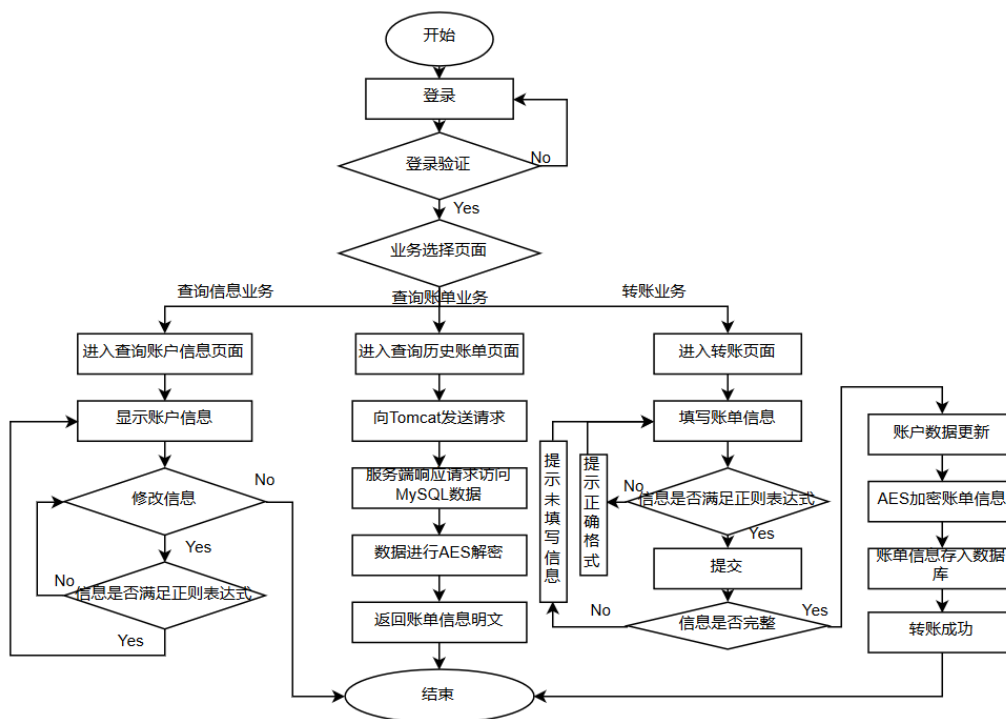 开始
登录
登录验证
No
Yes
业务选择页面
查询信息业务
查询账单业务
转账业务
进入查询账户信息页面
进入查询历史账单页面
进入转账页面
显示账户信息
向Tomcat发送请求
填写账单信息
账户数据更新
修改信息
No
服务端响应请求访问
MySQL数据
提示未填写信息
提示正确格式
No
信息是否满足正则表达式
AES加密账单信息
Yes
Yes
数据进行AES解密
提交
账单信息存入数据
库
No
信息是否满足正则表达式
Yes
返回账单信息明文
No
信息是否完整
Yes
转账成功
结束